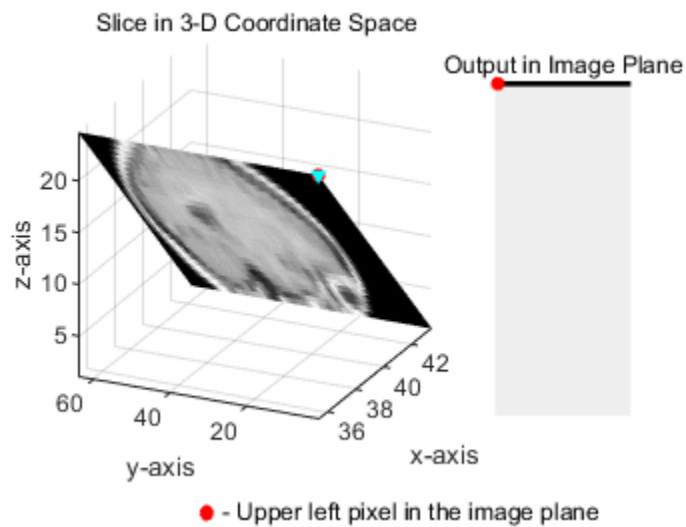 Slice in 3-D Coordinate Space
Output in Image Plane
20
15
10
5
z-axis
60
40
20
y-axis
42
40
38
36
x-axis
- Upper left pixel in the image plane